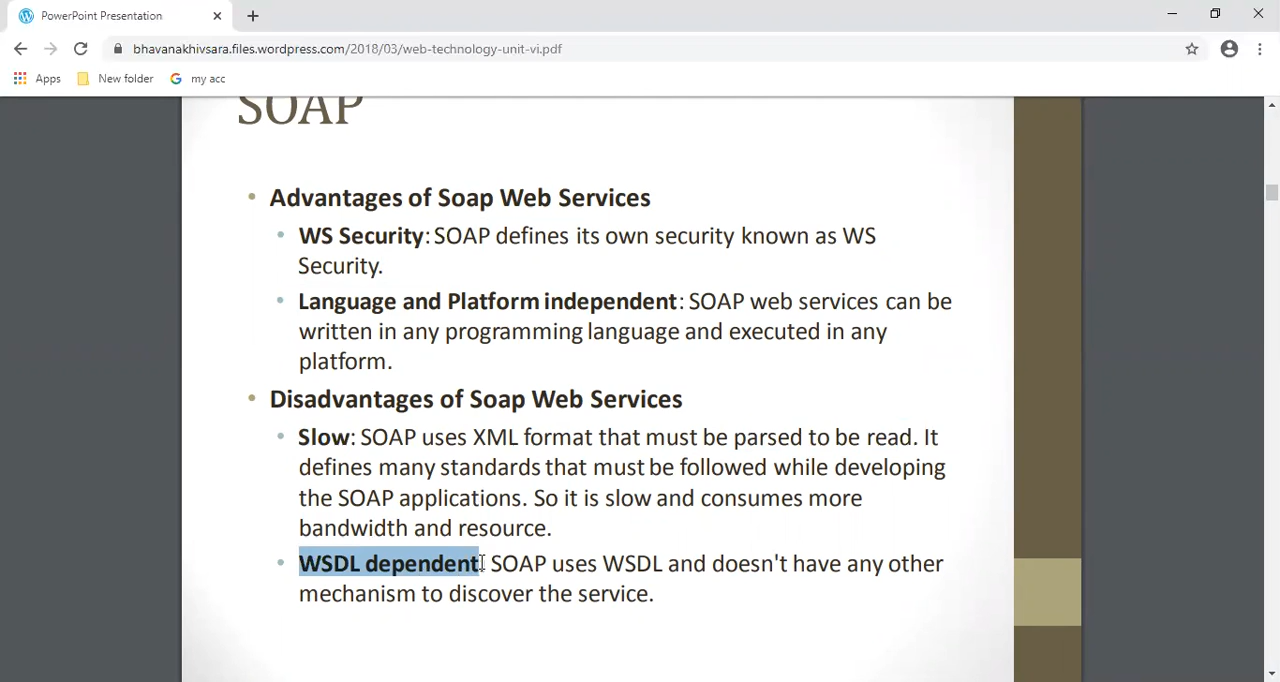 PowerPoint Presentation
bhavanakhivsara.files.wordpress.com/2018/03/web-technology-unit-vi.pdf
Apps New folder my acc
SOAP
• Advantages of Soap Web Services
• WS Security: SOAP defines its own security known as WS
Security.
• Language and Platform independent: SOAP web services can be
written in any programming language and executed in any
platform.
• Disadvantages of Soap Web Services
• Slow: SOAP uses XML format that must be parsed to be read. It
defines many standards that must be followed while developing
the SOAP applications. So it is slow and consumes more
bandwidth and resource.
• WSDL dependent: SOAP uses WSDL and doesn't have any other
mechanism to discover the service.